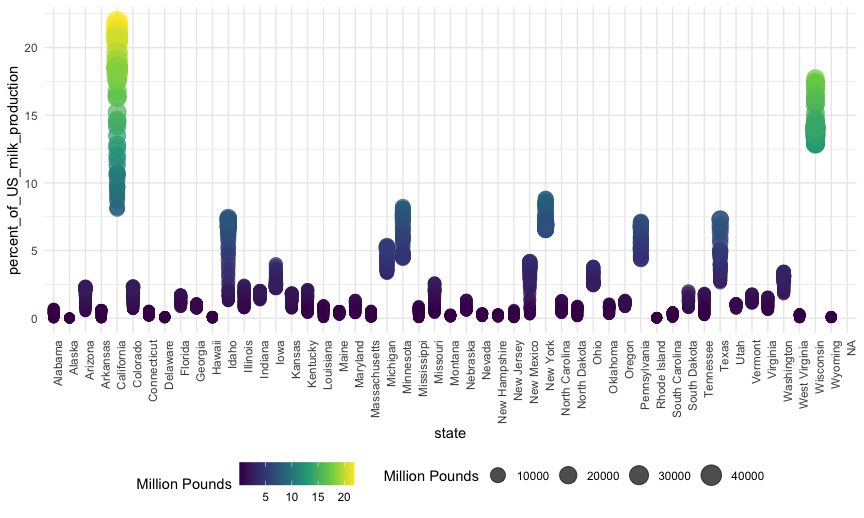 percent_of_US_milk_production
20
15
10
5
0
Alabama
Alaska
Arizona
Arkansas
California
Colorado
Connecticut
Delaware
Florida
Georgia
Hawaii
Idaho
Illinois
Indiana
Iowa
Kansas
Kentucky
Louisiana
Maine
Maryland
Massachusetts
Michigan
Minnesota
Mississippi
Missouri
Montana
Nebraska
Nevada
New Hampshire
New Jersey
New Mexico
New York
North Carolina
North Dakota
Ohio
Oklahoma
Oregon
Pennsylvania
Rhode Island
South Carolina
South Dakota
Tennessee
Texas
Utah
Vermont
Virginia
Washington
West Virginia
Wisconsin
Wyoming
NA
state
Million Pounds
5 10 15 20
Million Pounds 10000 20000 30000 40000